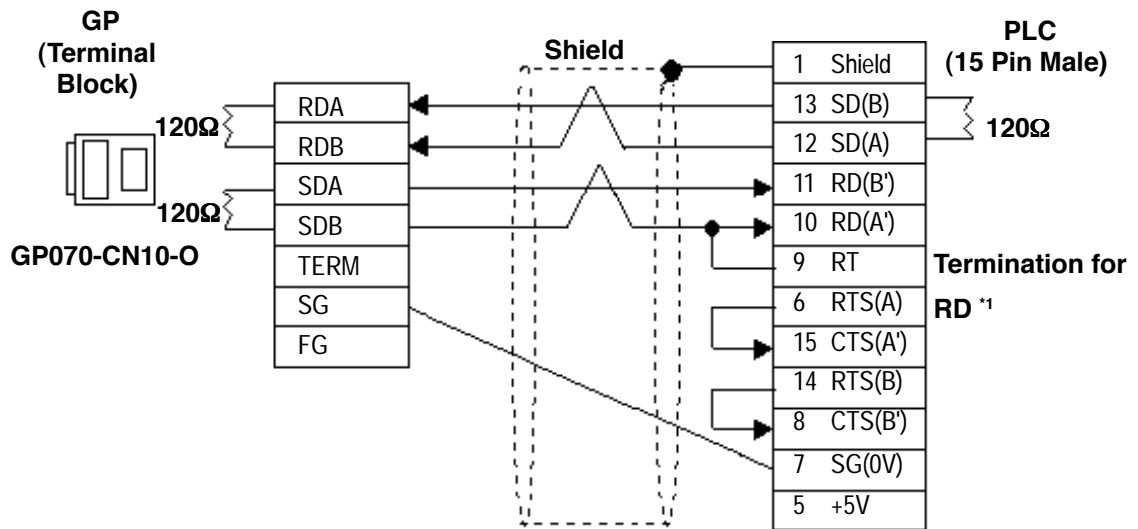 GP
(Terminal
Block)
120Ω
120Ω
GP070-CN10-O
RDA
RDB
SDA
SDB
TERM
SG
FG
Shield
PLC
(15 Pin Male)
1 Shield
13 SD(B)
12 SD(A)
11 RD(B')
10 RD(A')
9 RT
6 RTS(A)
15 CTS(A')
14 RTS(B)
8 CTS(B')
7 SG(0V)
5 +5V
120Ω
Termination for
RD *1